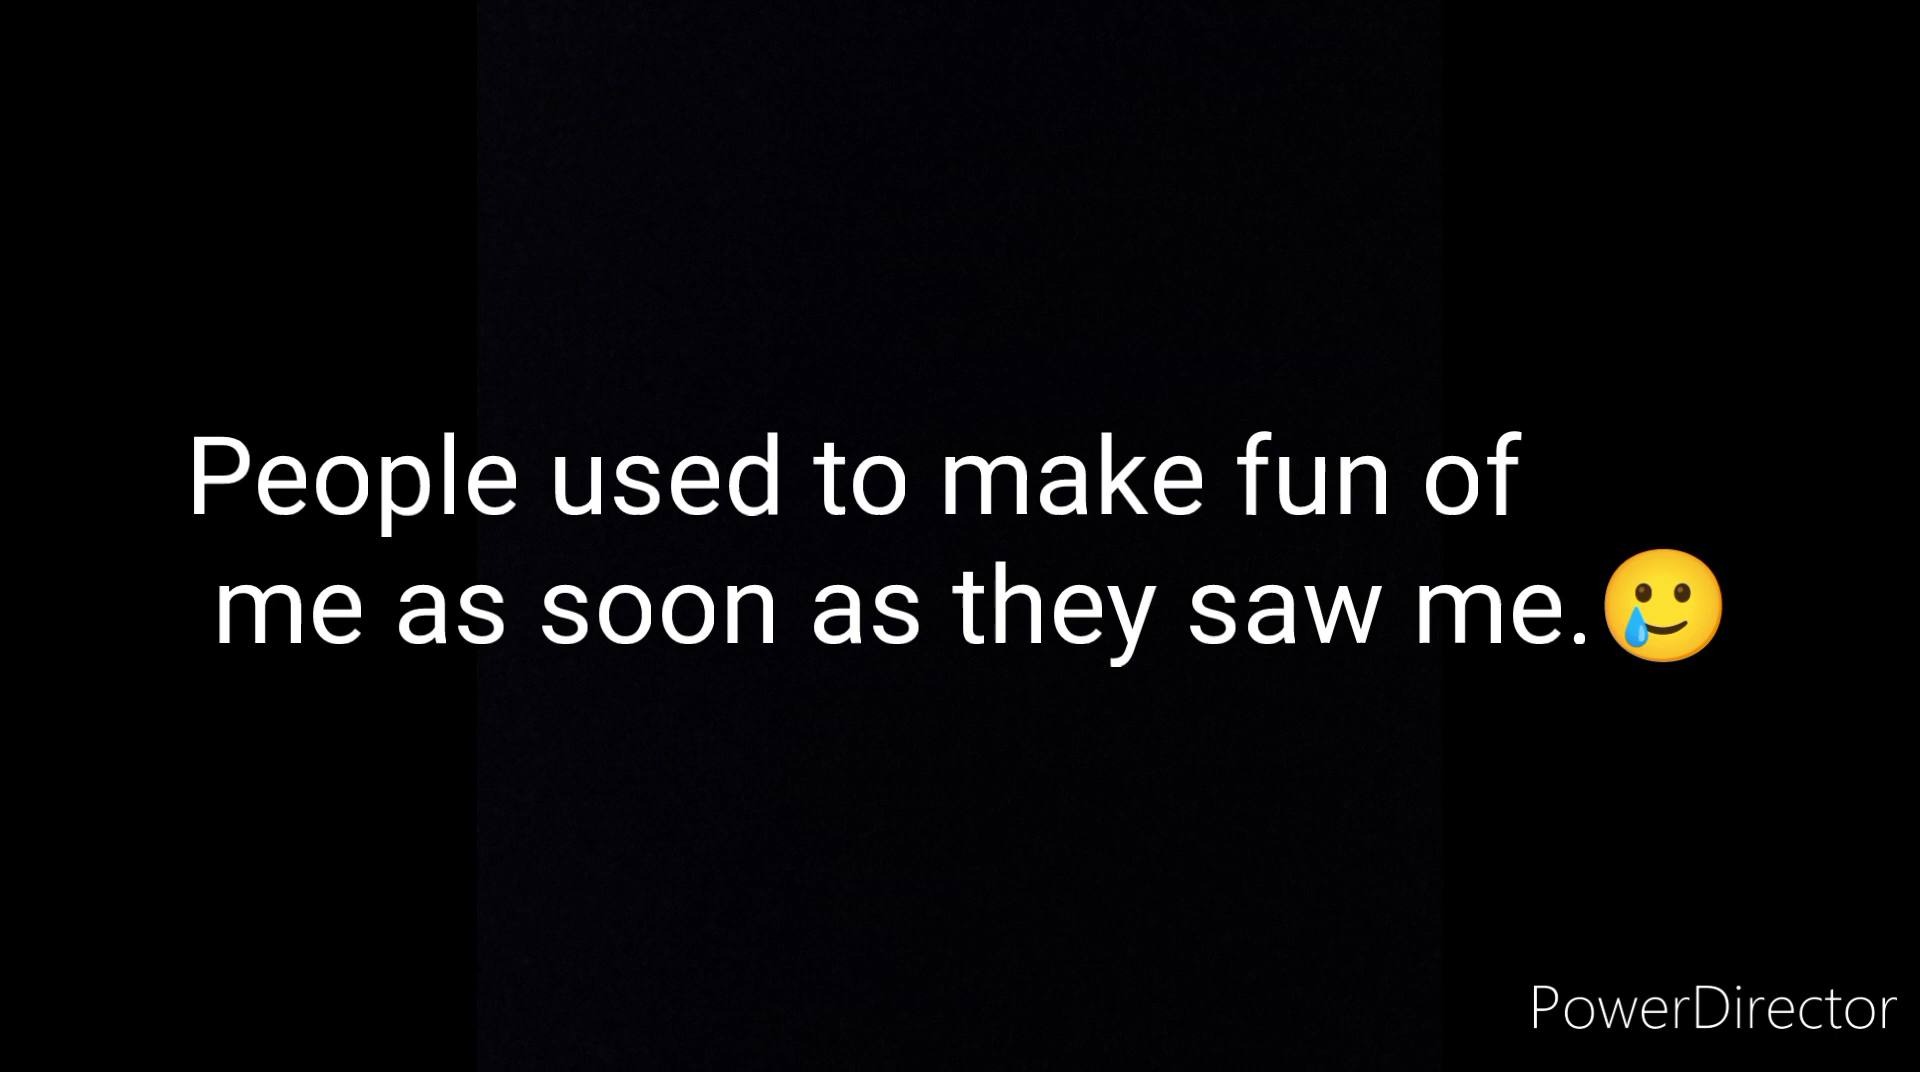 People used to make fun of
me as soon as they saw me.🥲
PowerDirector